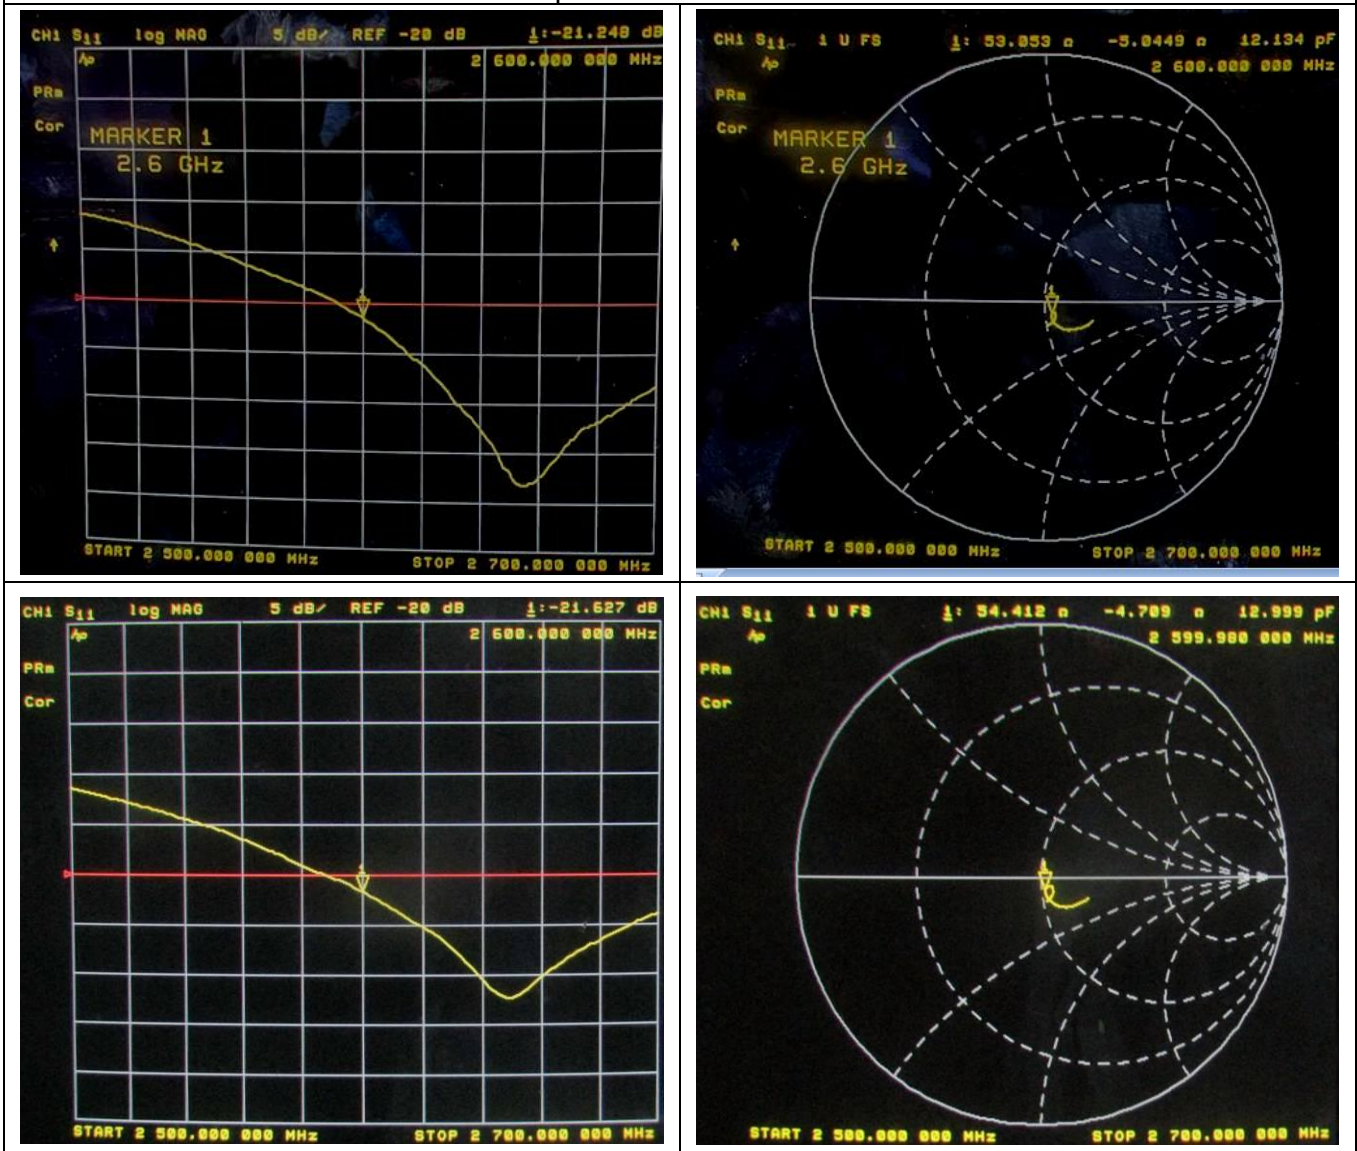 CH1 S11 log MAG 5 dB/ REF -20 dB 1:-21.248 dB
2 600.000 000 MHz
PRm
Cor
MARKER 1
2.6 GHz
1
START 2 500.000 000 MHz STOP 2 700.000 000 MHz
CH1 S11 1 U FS 1: 53.053 Ω -5.0449 Ω 12.134 pF
2 600.000 000 MHz
PRm
Cor
MARKER 1
2.6 GHz
1
START 2 500.000 000 MHz STOP 2 700.000 000 MHz
CH1 S11 log MAG 5 dB/ REF -20 dB 1:-21.627 dB
2 600.000 000 MHz
PRm
Cor
1
START 2 500.000 000 MHz STOP 2 700.000 000 MHz
CH1 S11 1 U FS 1: 54.412 Ω -4.709 Ω 12.999 pF
2 599.980 000 MHz
PRm
Cor
1
START 2 500.000 000 MHz STOP 2 700.000 000 MHz